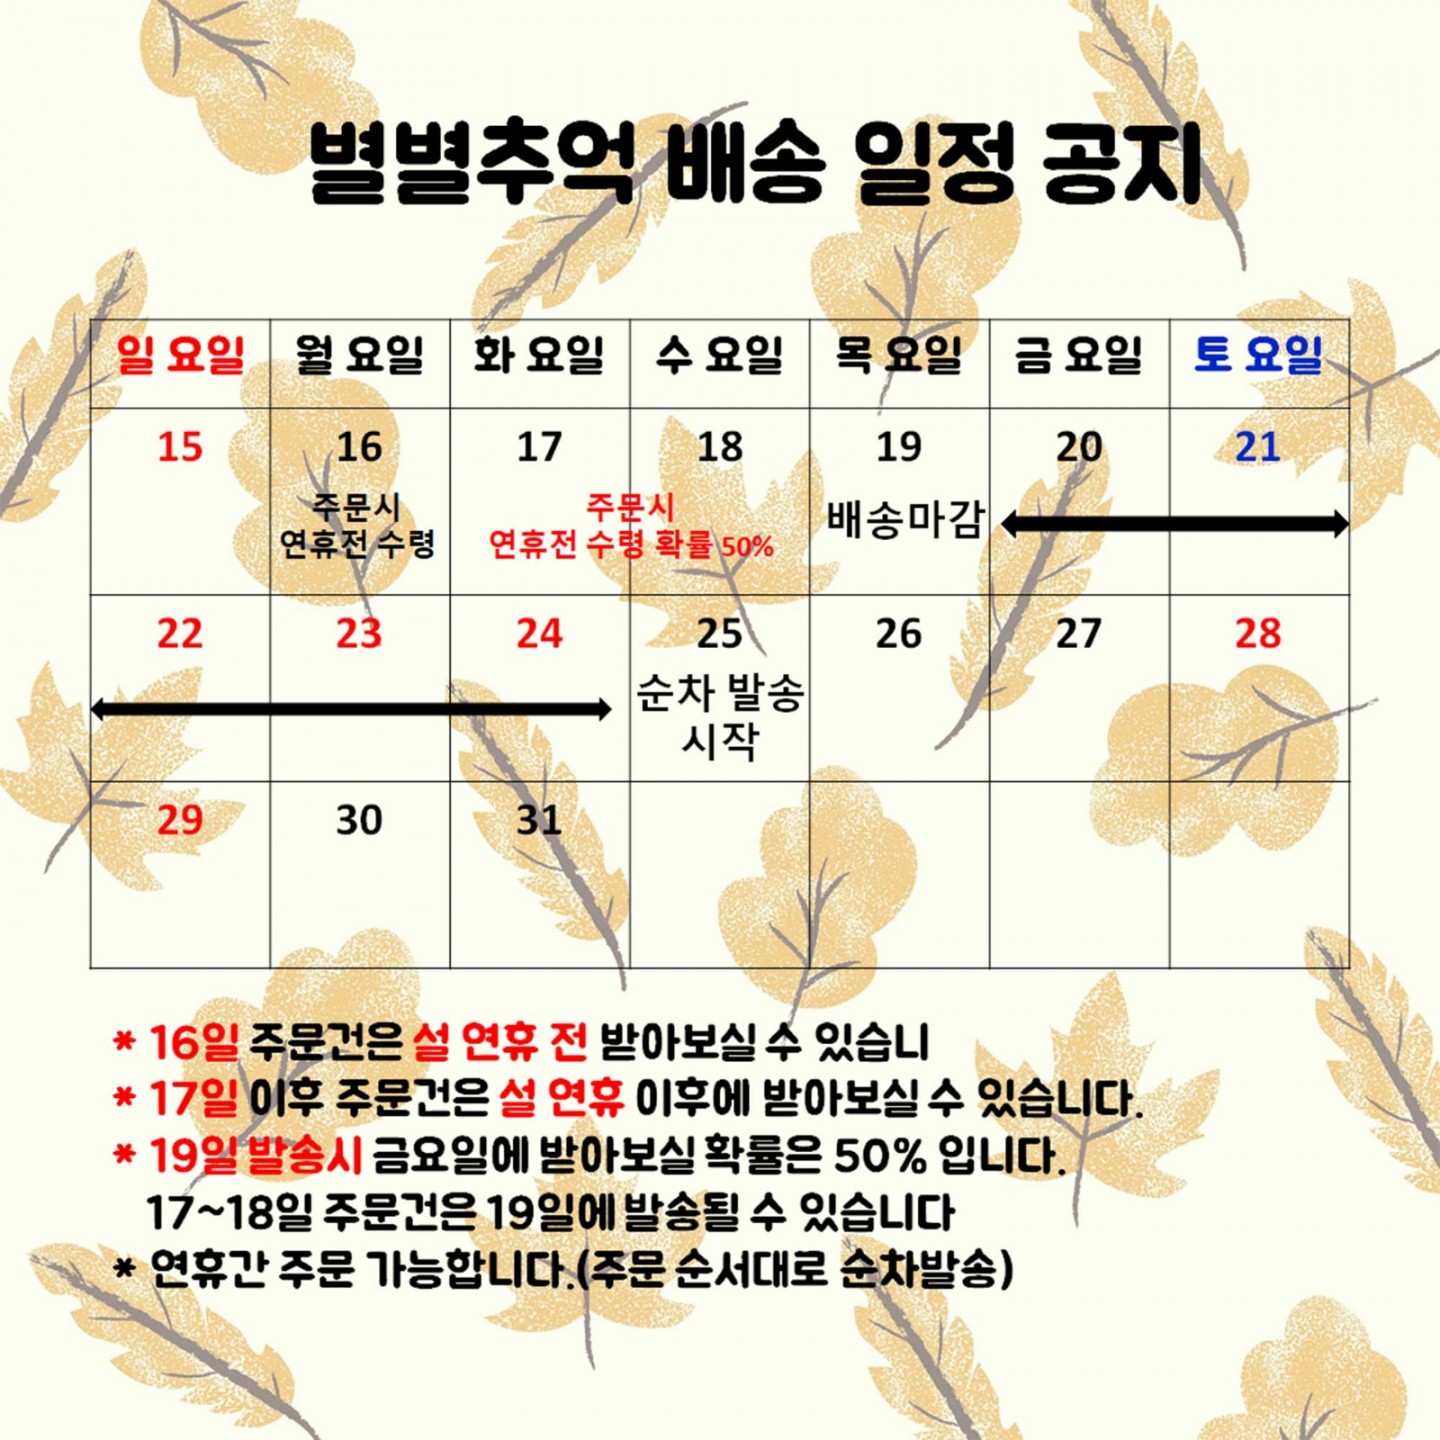 별별추억 배송 일정 공지
일 요일 월 요일 화 요일 수 요일 목 요일 금 요일 토 요일
15 16 17 18 19 20 21
주문시
연휴전 수령
주문시
연휴전 수령 확률 50%
배송마감
22 23 24 25 26 27 28
순차 발송
시작
29 30 31
* 16일 주문건은 설 연휴 전 받아보실 수 있습니
* 17일 이후 주문건은 설 연휴 이후에 받아보실 수 있습니다.
* 19일 발송시 금요일에 받아보실 확률은 50% 입니다.
17~18일 주문건은 19일에 발송될 수 있습니다
* 연휴간 주문 가능합니다.(주문 순서대로 순차발송)